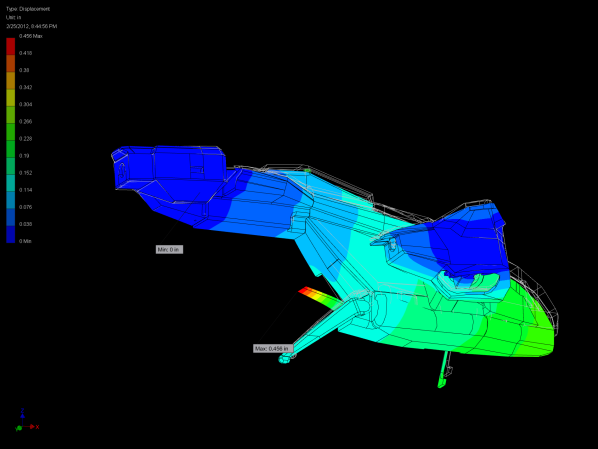 Type: Displacement
Unit: in
2/25/2012, 8:44:56 PM
0.456 Max
0.418
0.38
0.342
0.304
0.266
0.228
0.19
0.152
0.114
0.076
0.038
0 Min
Min: 0 in
Max: 0.456 in